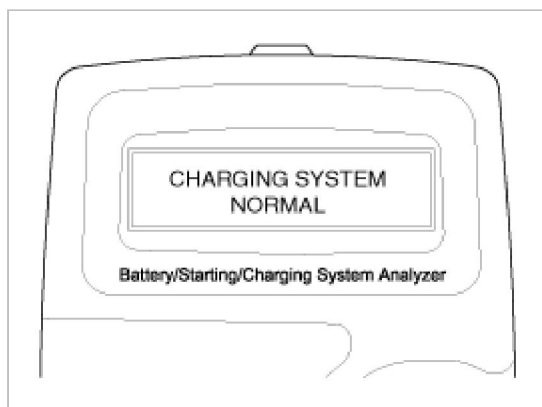 CHARGING SYSTEM
NORMAL
Battery/Starting/Charging System Analyzer